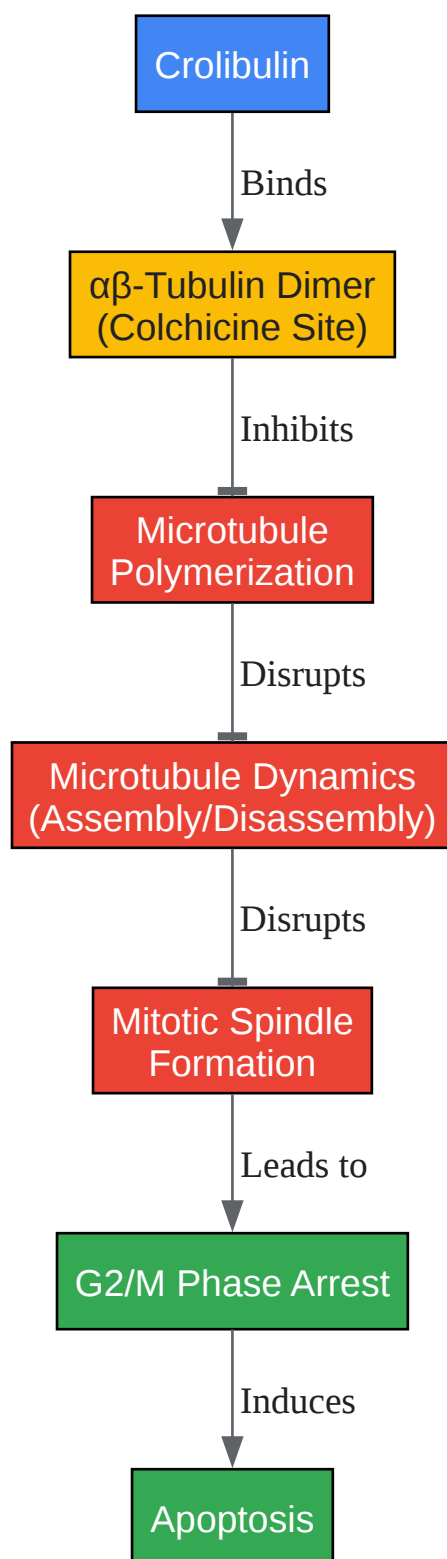 Crolibulin
Binds
αβ-Tubulin Dimer
(Colchicine Site)
Inhibits
Microtubule
Polymerization
Disrupts
Microtubule Dynamics
(Assembly/Disassembly)
Disrupts
Mitotic Spindle
Formation
Leads to
G2/M Phase Arrest
Induces
Apoptosis